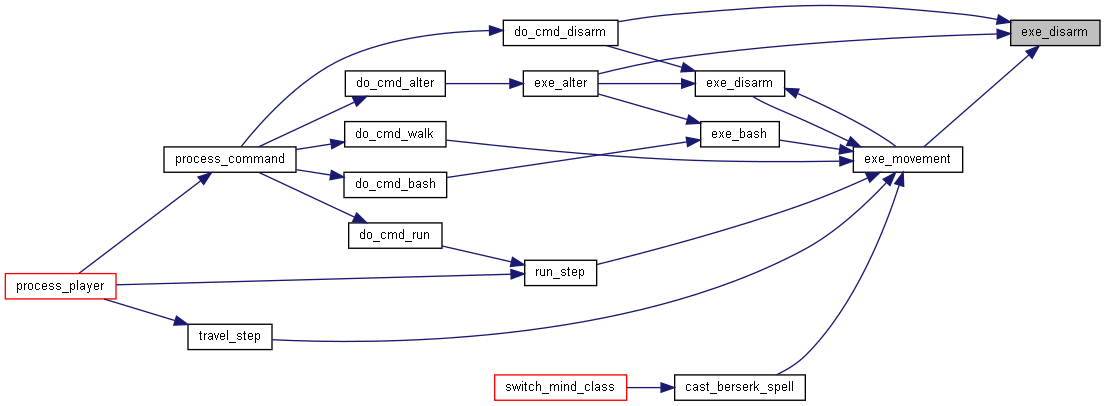 do_cmd_disarm
exe_disarm
do_cmd_alter
exe_alter
exe_disarm
do_cmd_walk
exe_bash
process_command
exe_movement
do_cmd_bash
do_cmd_run
run_step
process_player
travel_step
switch_mind_class
cast_berserk_spell